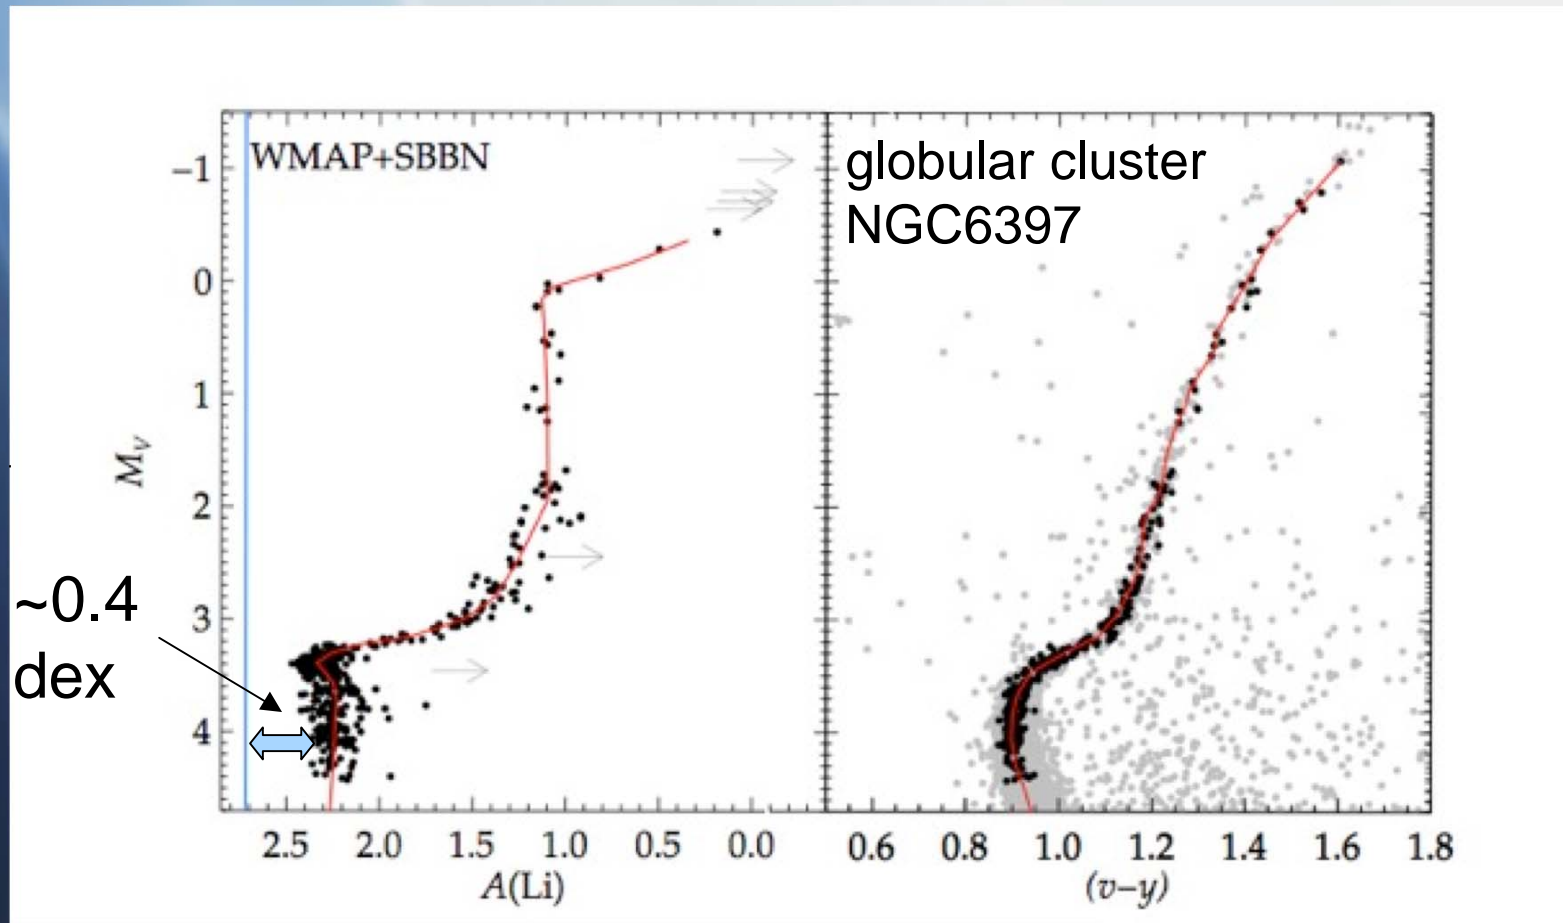 WMAP+SBBN
globular cluster
NGC6397
−1
0
1
2
3
4
M_V
~0.4
dex
2.5 2.0 1.5 1.0 0.5 0.0
A(Li)
0.6 0.8 1.0 1.2 1.4 1.6 1.8
(v−y)